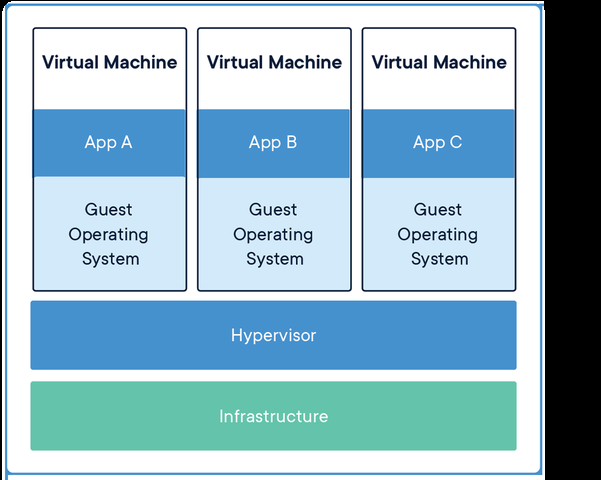 Virtual Machine Virtual Machine Virtual Machine
App A App B App C
Guest Guest Guest
Operating Operating Operating
System System System
Hypervisor
Infrastructure